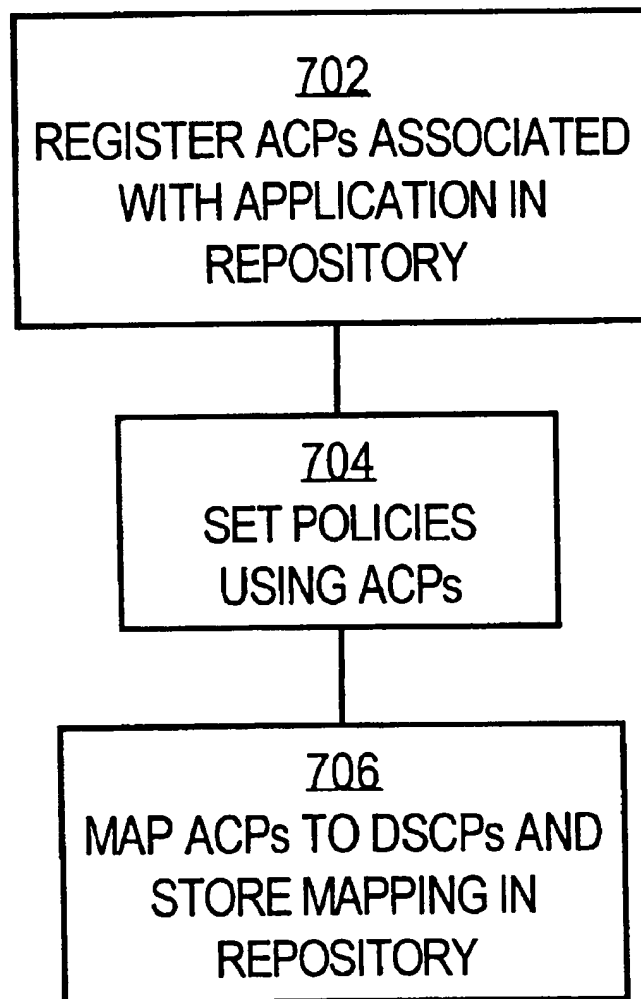 702
REGISTER ACPs ASSOCIATED
WITH APPLICATION IN
REPOSITORY
704
SET POLICIES
USING ACPs
706
MAP ACPs TO DSCPs AND
STORE MAPPING IN
REPOSITORY